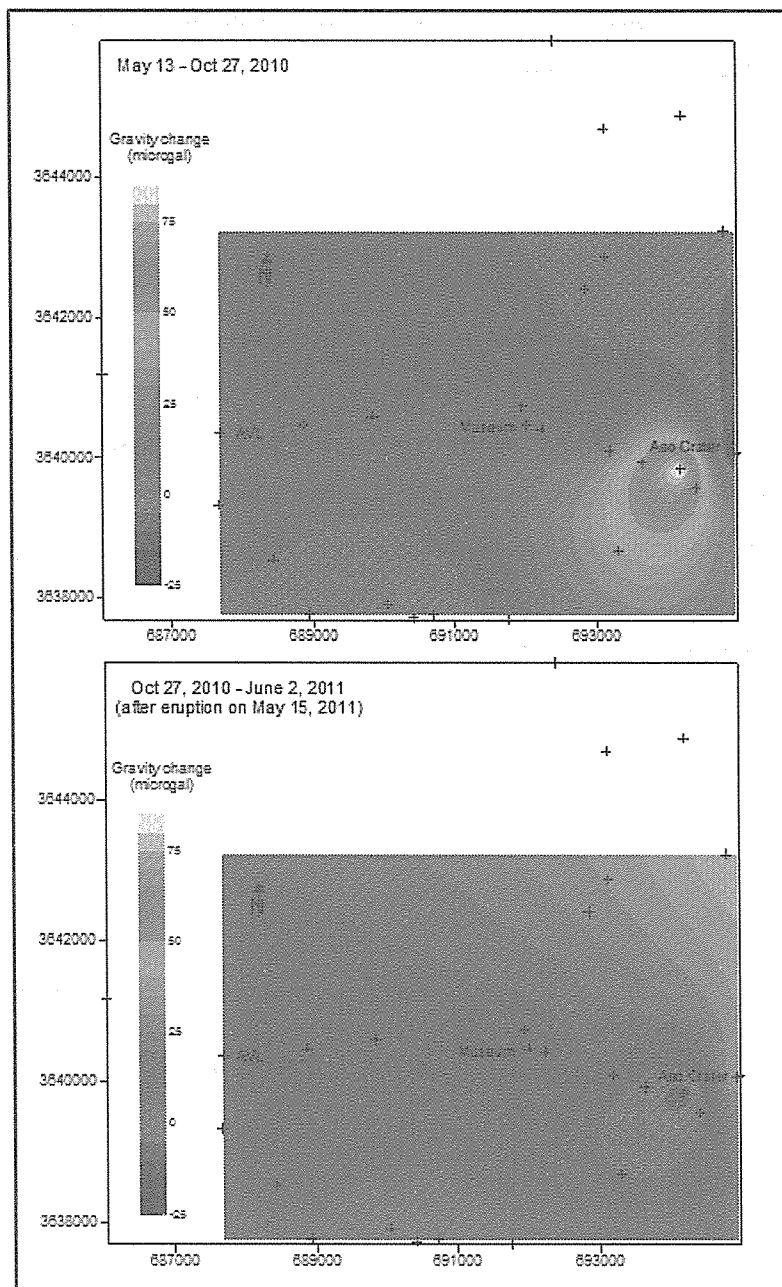 May 13 - Oct 27, 2010
Gravity change
(microgal)
75
50
25
0
-25
3644000
3642000
3640000
3638000
AVL
Museum
Aso Crater
687000
689000
691000
693000
Oct 27, 2010 - June 2, 2011
(after eruption on May 15, 2011)
Gravity change
(microgal)
75
50
25
0
-25
3644000
3642000
3640000
3638000
AVL
Museum
Aso Crater
687000
689000
691000
693000